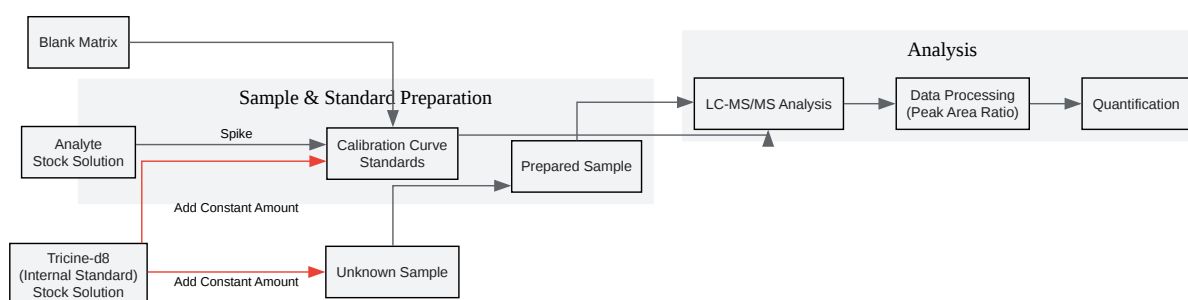 Blank Matrix
Analysis
Sample & Standard Preparation
LC-MS/MS Analysis
Data Processing
(Peak Area Ratio)
Quantification
Analyte
Stock Solution
Spike
Calibration Curve
Standards
Prepared Sample
Add Constant Amount
Tricine-d8
(Internal Standard)
Stock Solution
Add Constant Amount
Unknown Sample